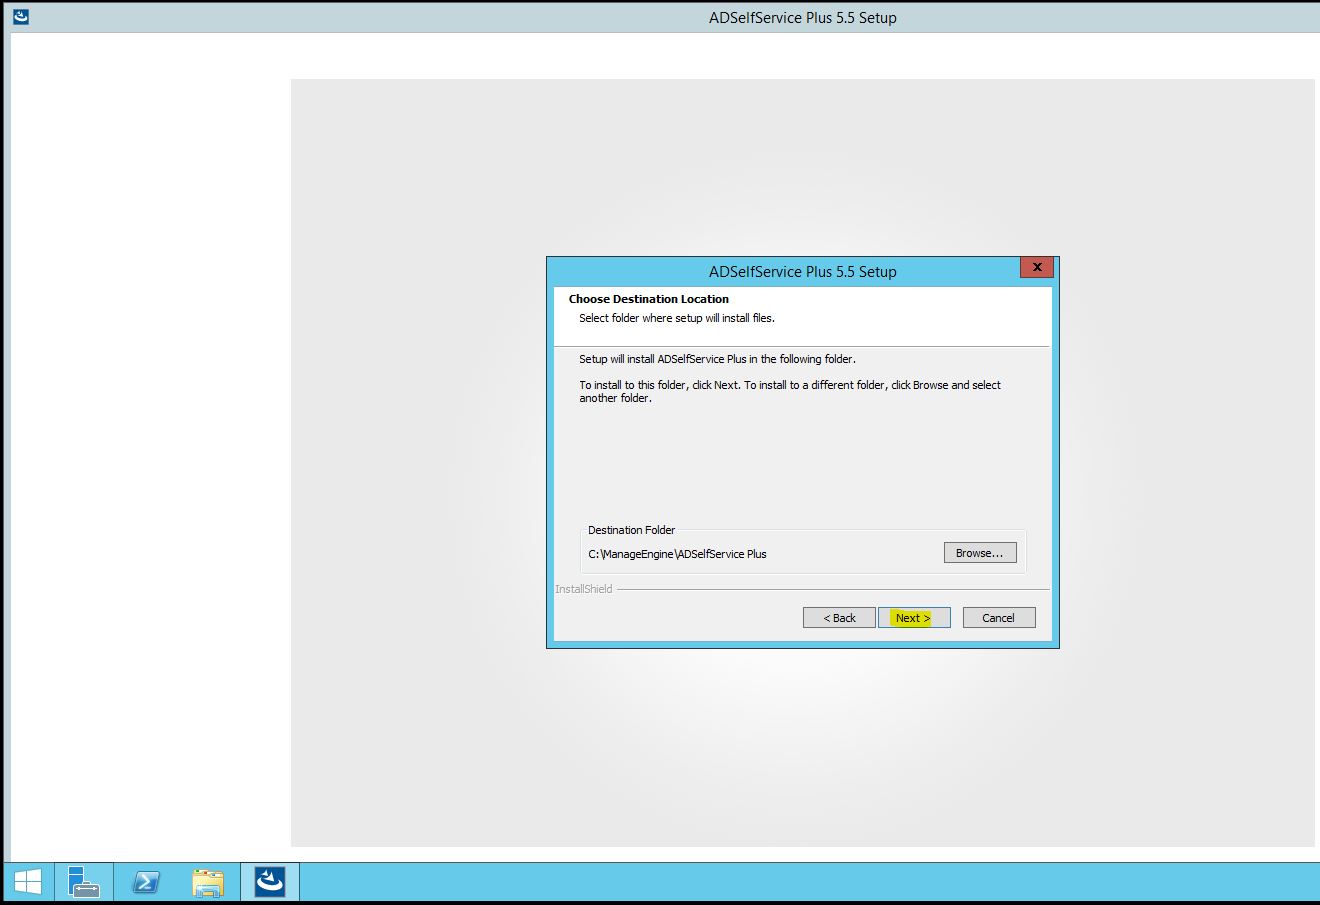 ADSelfService Plus 5.5 Setup
ADSelfService Plus 5.5 Setup
x
Choose Destination Location
Select folder where setup will install files.
Setup will install ADSelfService Plus in the following folder.
To install to this folder, click Next. To install to a different folder, click Browse and select
another folder.
Destination Folder
C:\ManageEngine\ADSelfService Plus
Browse...
InstallShield
< Back
Next >
Cancel